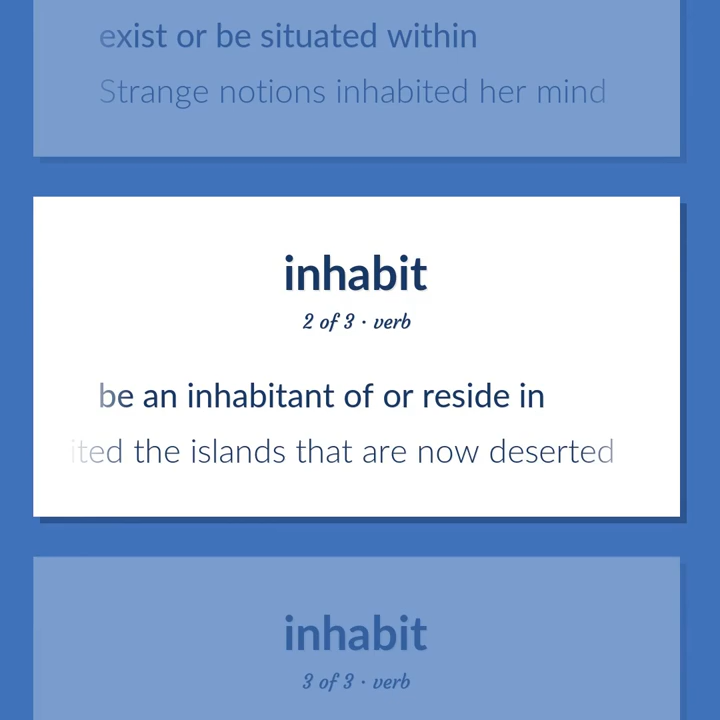 exist or be situated within
Strange notions inhabited her mind
inhabit
2 of 3 · verb
be an inhabitant of or reside in
ited the islands that are now deserted
inhabit
3 of 3 · verb